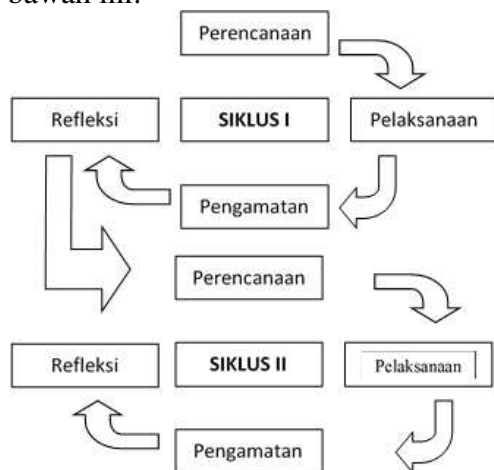 bawah ini:
Perencanaan
Refleksi SIKLUS I Pelaksanaan
Pengamatan
Perencanaan
Refleksi SIKLUS II Pelaksanaan
Pengamatan